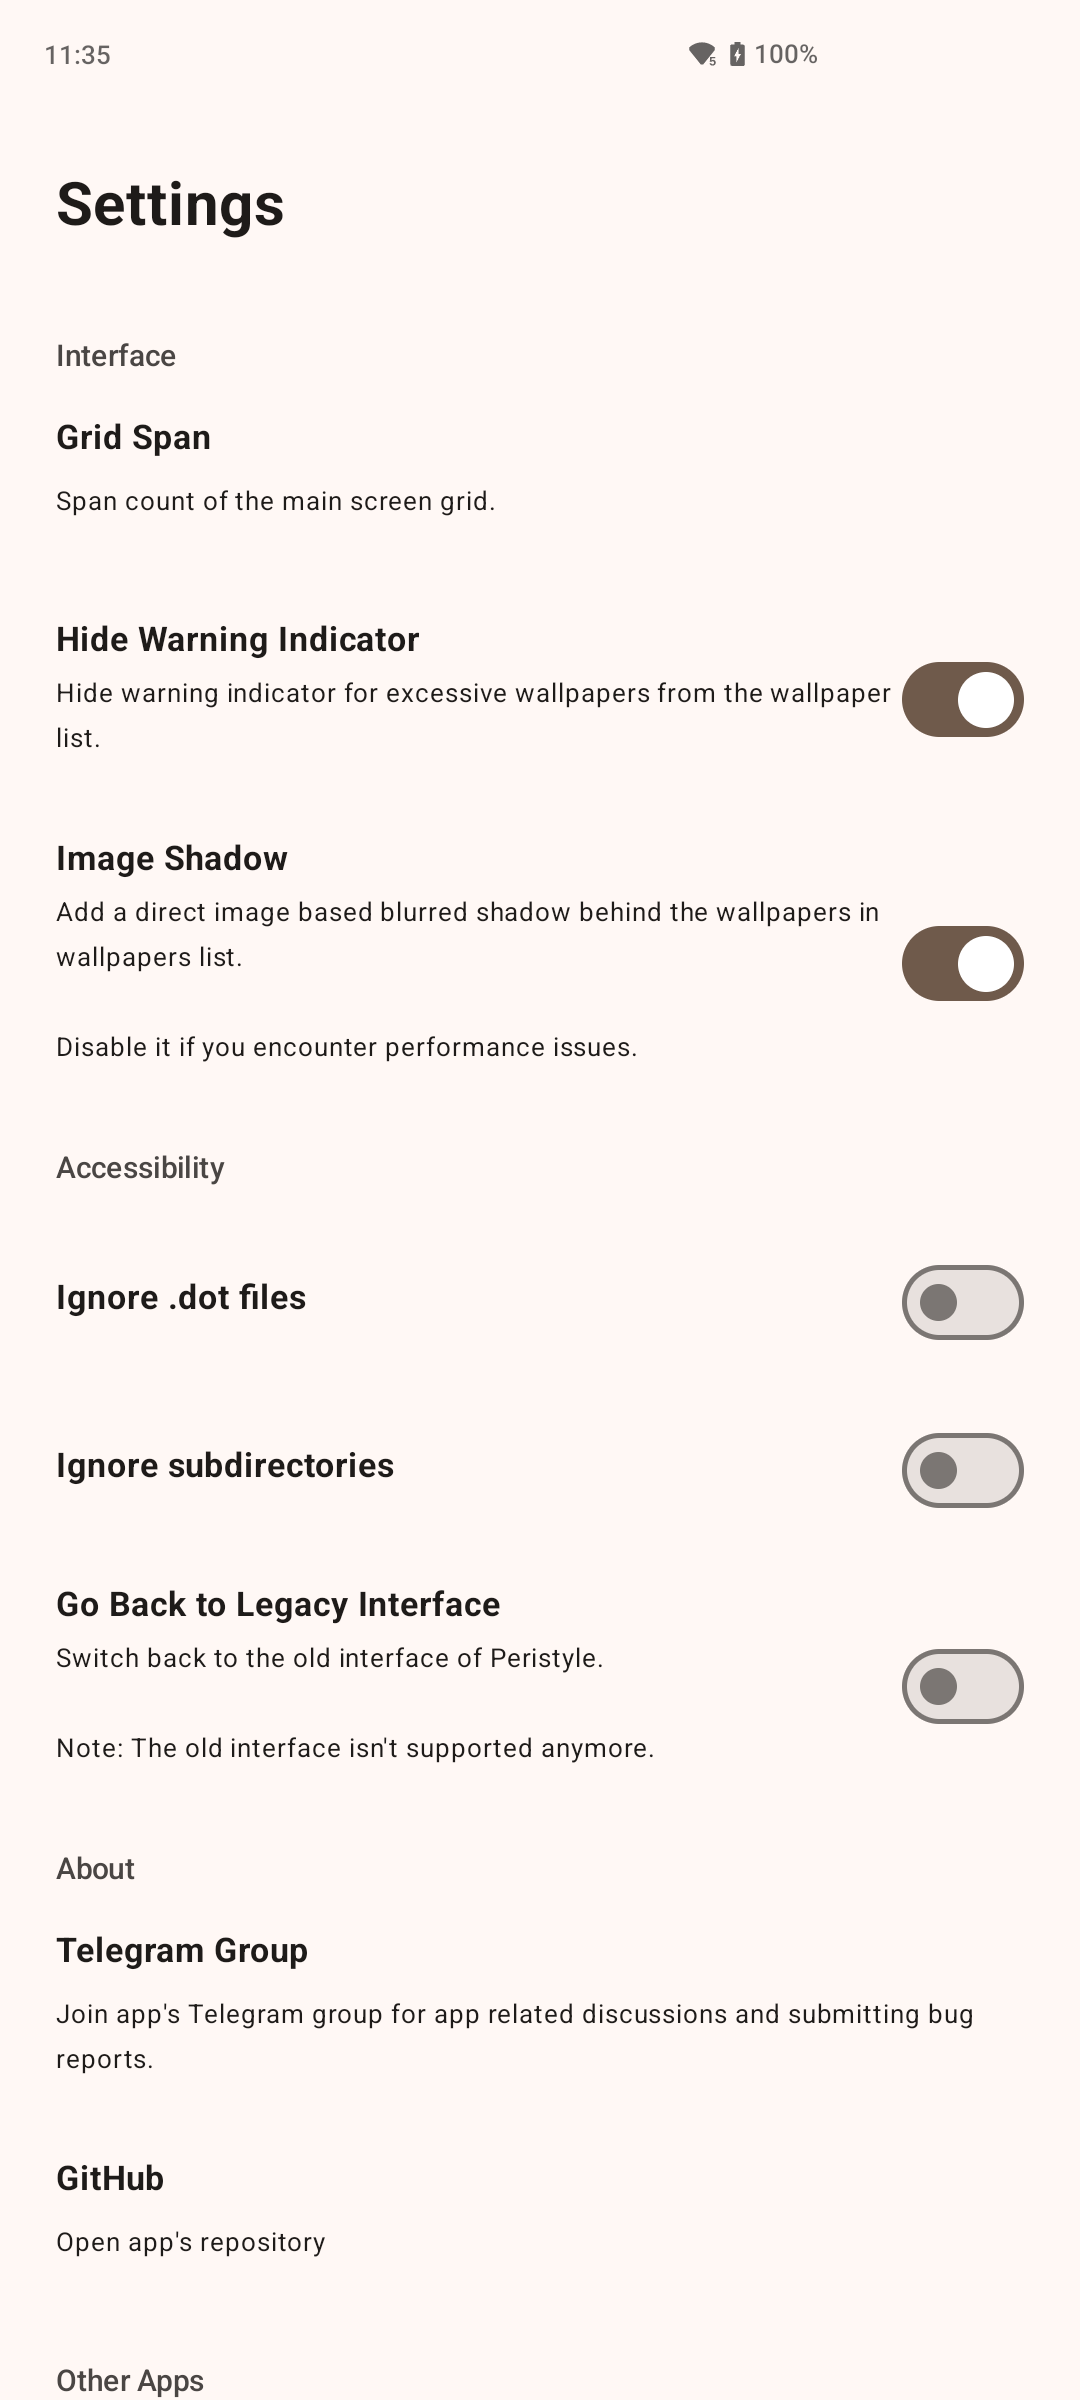 11:35
5 100%
Settings
Interface
Grid Span
Span count of the main screen grid.
Hide Warning Indicator
Hide warning indicator for excessive wallpapers from the wallpaper
list.
Image Shadow
Add a direct image based blurred shadow behind the wallpapers in
wallpapers list.
Disable it if you encounter performance issues.
Accessibility
Ignore .dot files
Ignore subdirectories
Go Back to Legacy Interface
Switch back to the old interface of Peristyle.
Note: The old interface isn't supported anymore.
About
Telegram Group
Join app's Telegram group for app related discussions and submitting bug
reports.
GitHub
Open app's repository
Other Apps